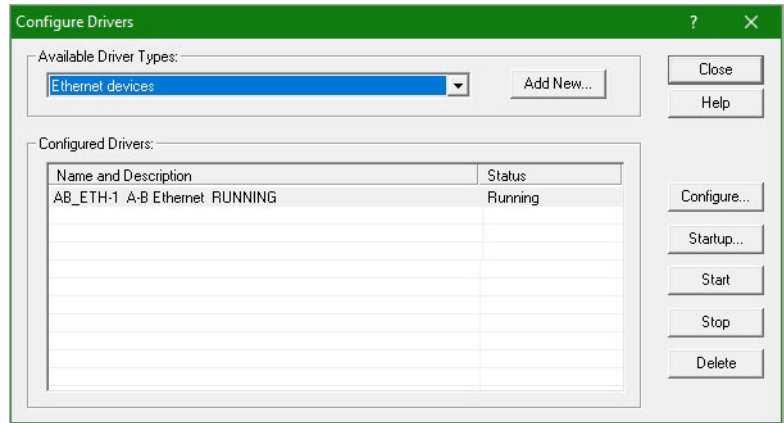 Configure Drivers ? ×
Available Driver Types:
Ethernet devices
Add New...
Close
Help
Configured Drivers:
Name and Description Status
AB_ETH-1 A-B Ethernet RUNNING Running
Configure...
Startup...
Start
Stop
Delete